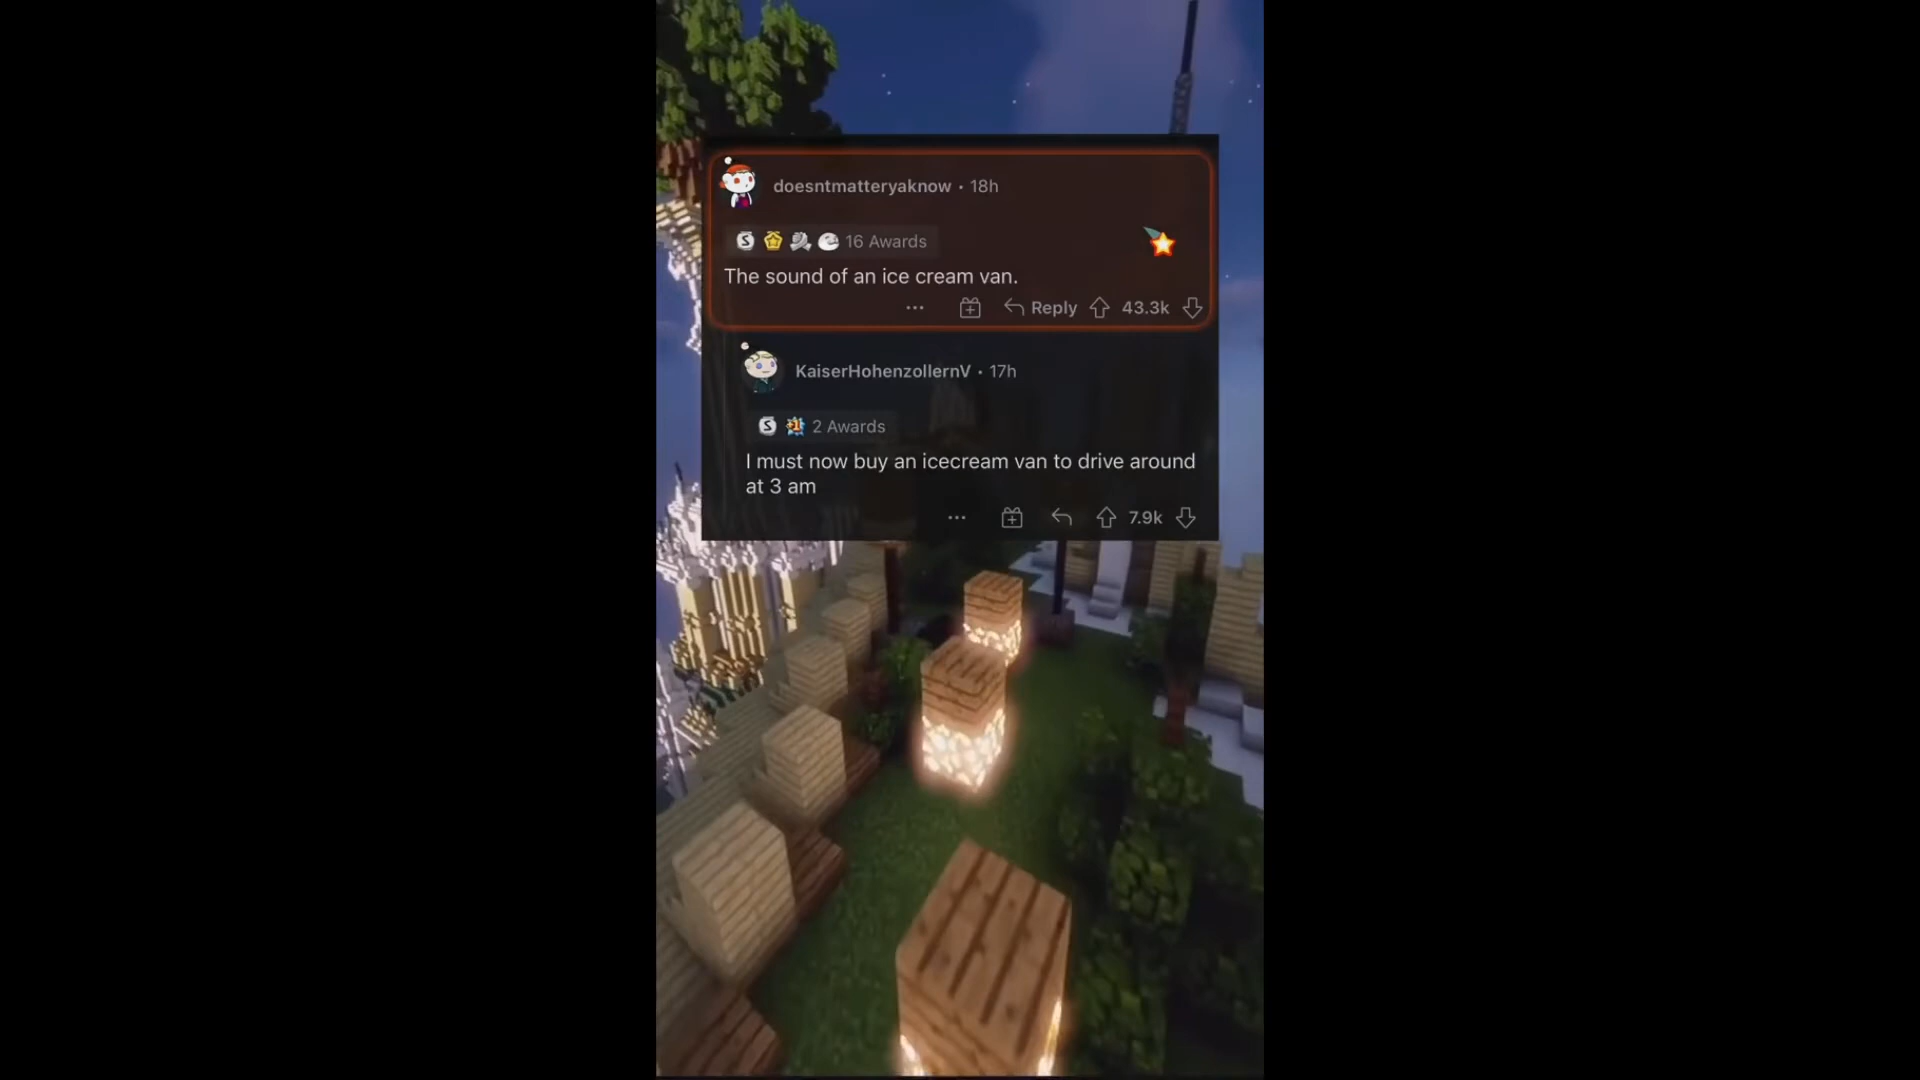 doesntmatteryaknow • 18h
16 Awards
The sound of an ice cream van.
Reply 43.3k
KaiserHohenzollernV • 17h
2 Awards
I must now buy an icecream van to drive around
at 3 am
7.9k